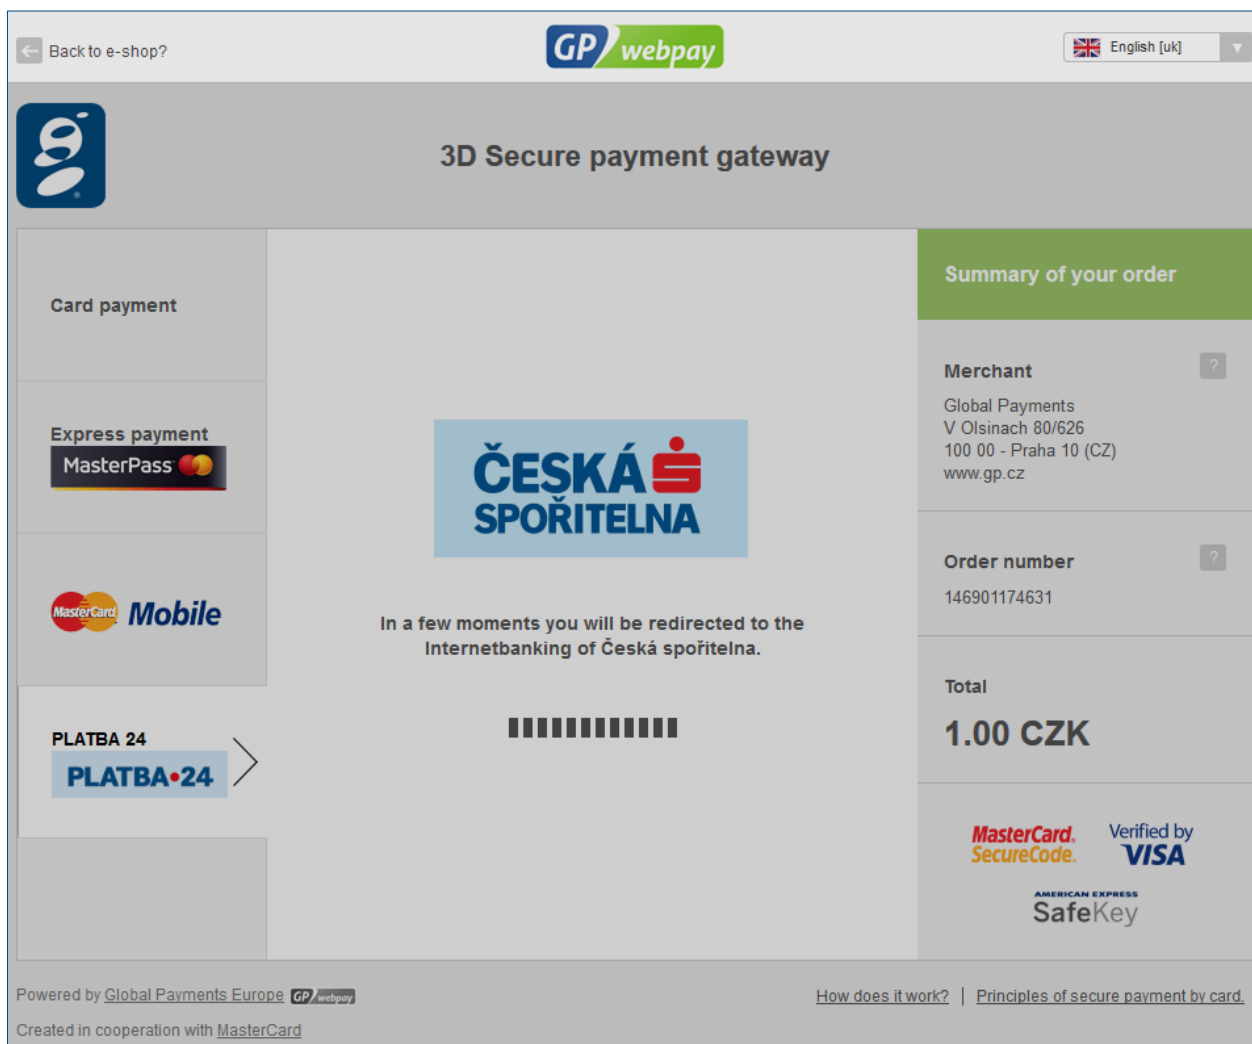 Back to e-shop?
GP webpay
English [uk]
3D Secure payment gateway
Card payment
Express payment
MasterPass
MasterCard Mobile
PLATBA 24
PLATBA•24
ČESKÁ
SPOŘITELNA
In a few moments you will be redirected to the
Internetbanking of Česká spořitelna.
Summary of your order
Merchant ?
Global Payments
V Olsinach 80/626
100 00 - Praha 10 (CZ)
www.gp.cz
Order number ?
146901174631
Total
1.00 CZK
MasterCard.
SecureCode.
Verified by
VISA
AMERICAN EXPRESS
SafeKey
Powered by Global Payments Europe GP webpay
How does it work? | Principles of secure payment by card.
Created in cooperation with MasterCard